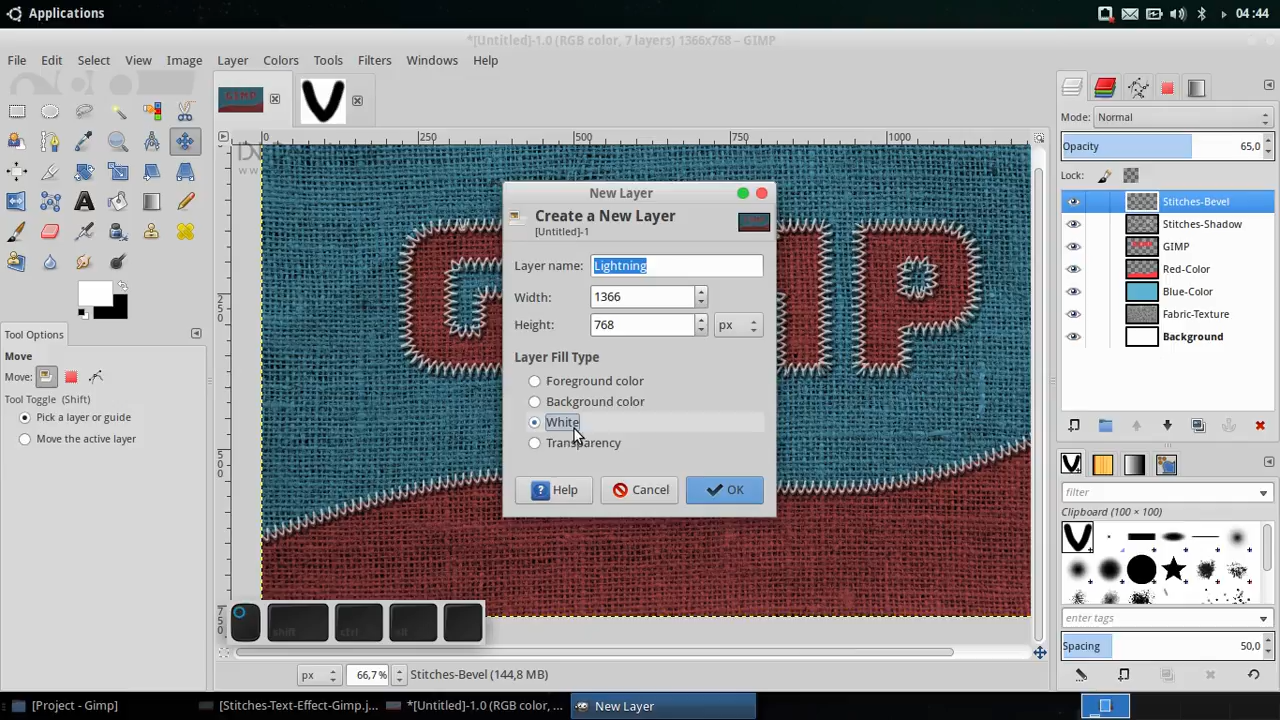 Applications
04:44
*[Untitled]-1.0 (RGB color, 7 layers) 1366x768 – GIMP
File Edit Select View Image Layer Colors Tools Filters Windows Help
0 250 500 750 1000
Mode: Normal
Opacity 65,0
Lock:
Stitches-Bevel
Stitches-Shadow
GIMP
Red-Color
Blue-Color
Fabric-Texture
Background
New Layer
Create a New Layer
[Untitled]-1
Layer name: Lightning
Width: 1366
Height: 768 px
Layer Fill Type
Foreground color
Background color
White
Transparency
Help Cancel OK
Tool Options
Move
Move:
Tool Toggle (Shift)
Pick a layer or guide
Move the active layer
filter
Clipboard (100 × 100)
enter tags
Spacing 50,0
shift ctrl alt
px 66,7% Stitches-Bevel (144,8 MB)
[Project - Gimp] [Stitches-Text-Effect-Gimp.j... *[Untitled]-1.0 (RGB color, ... New Layer